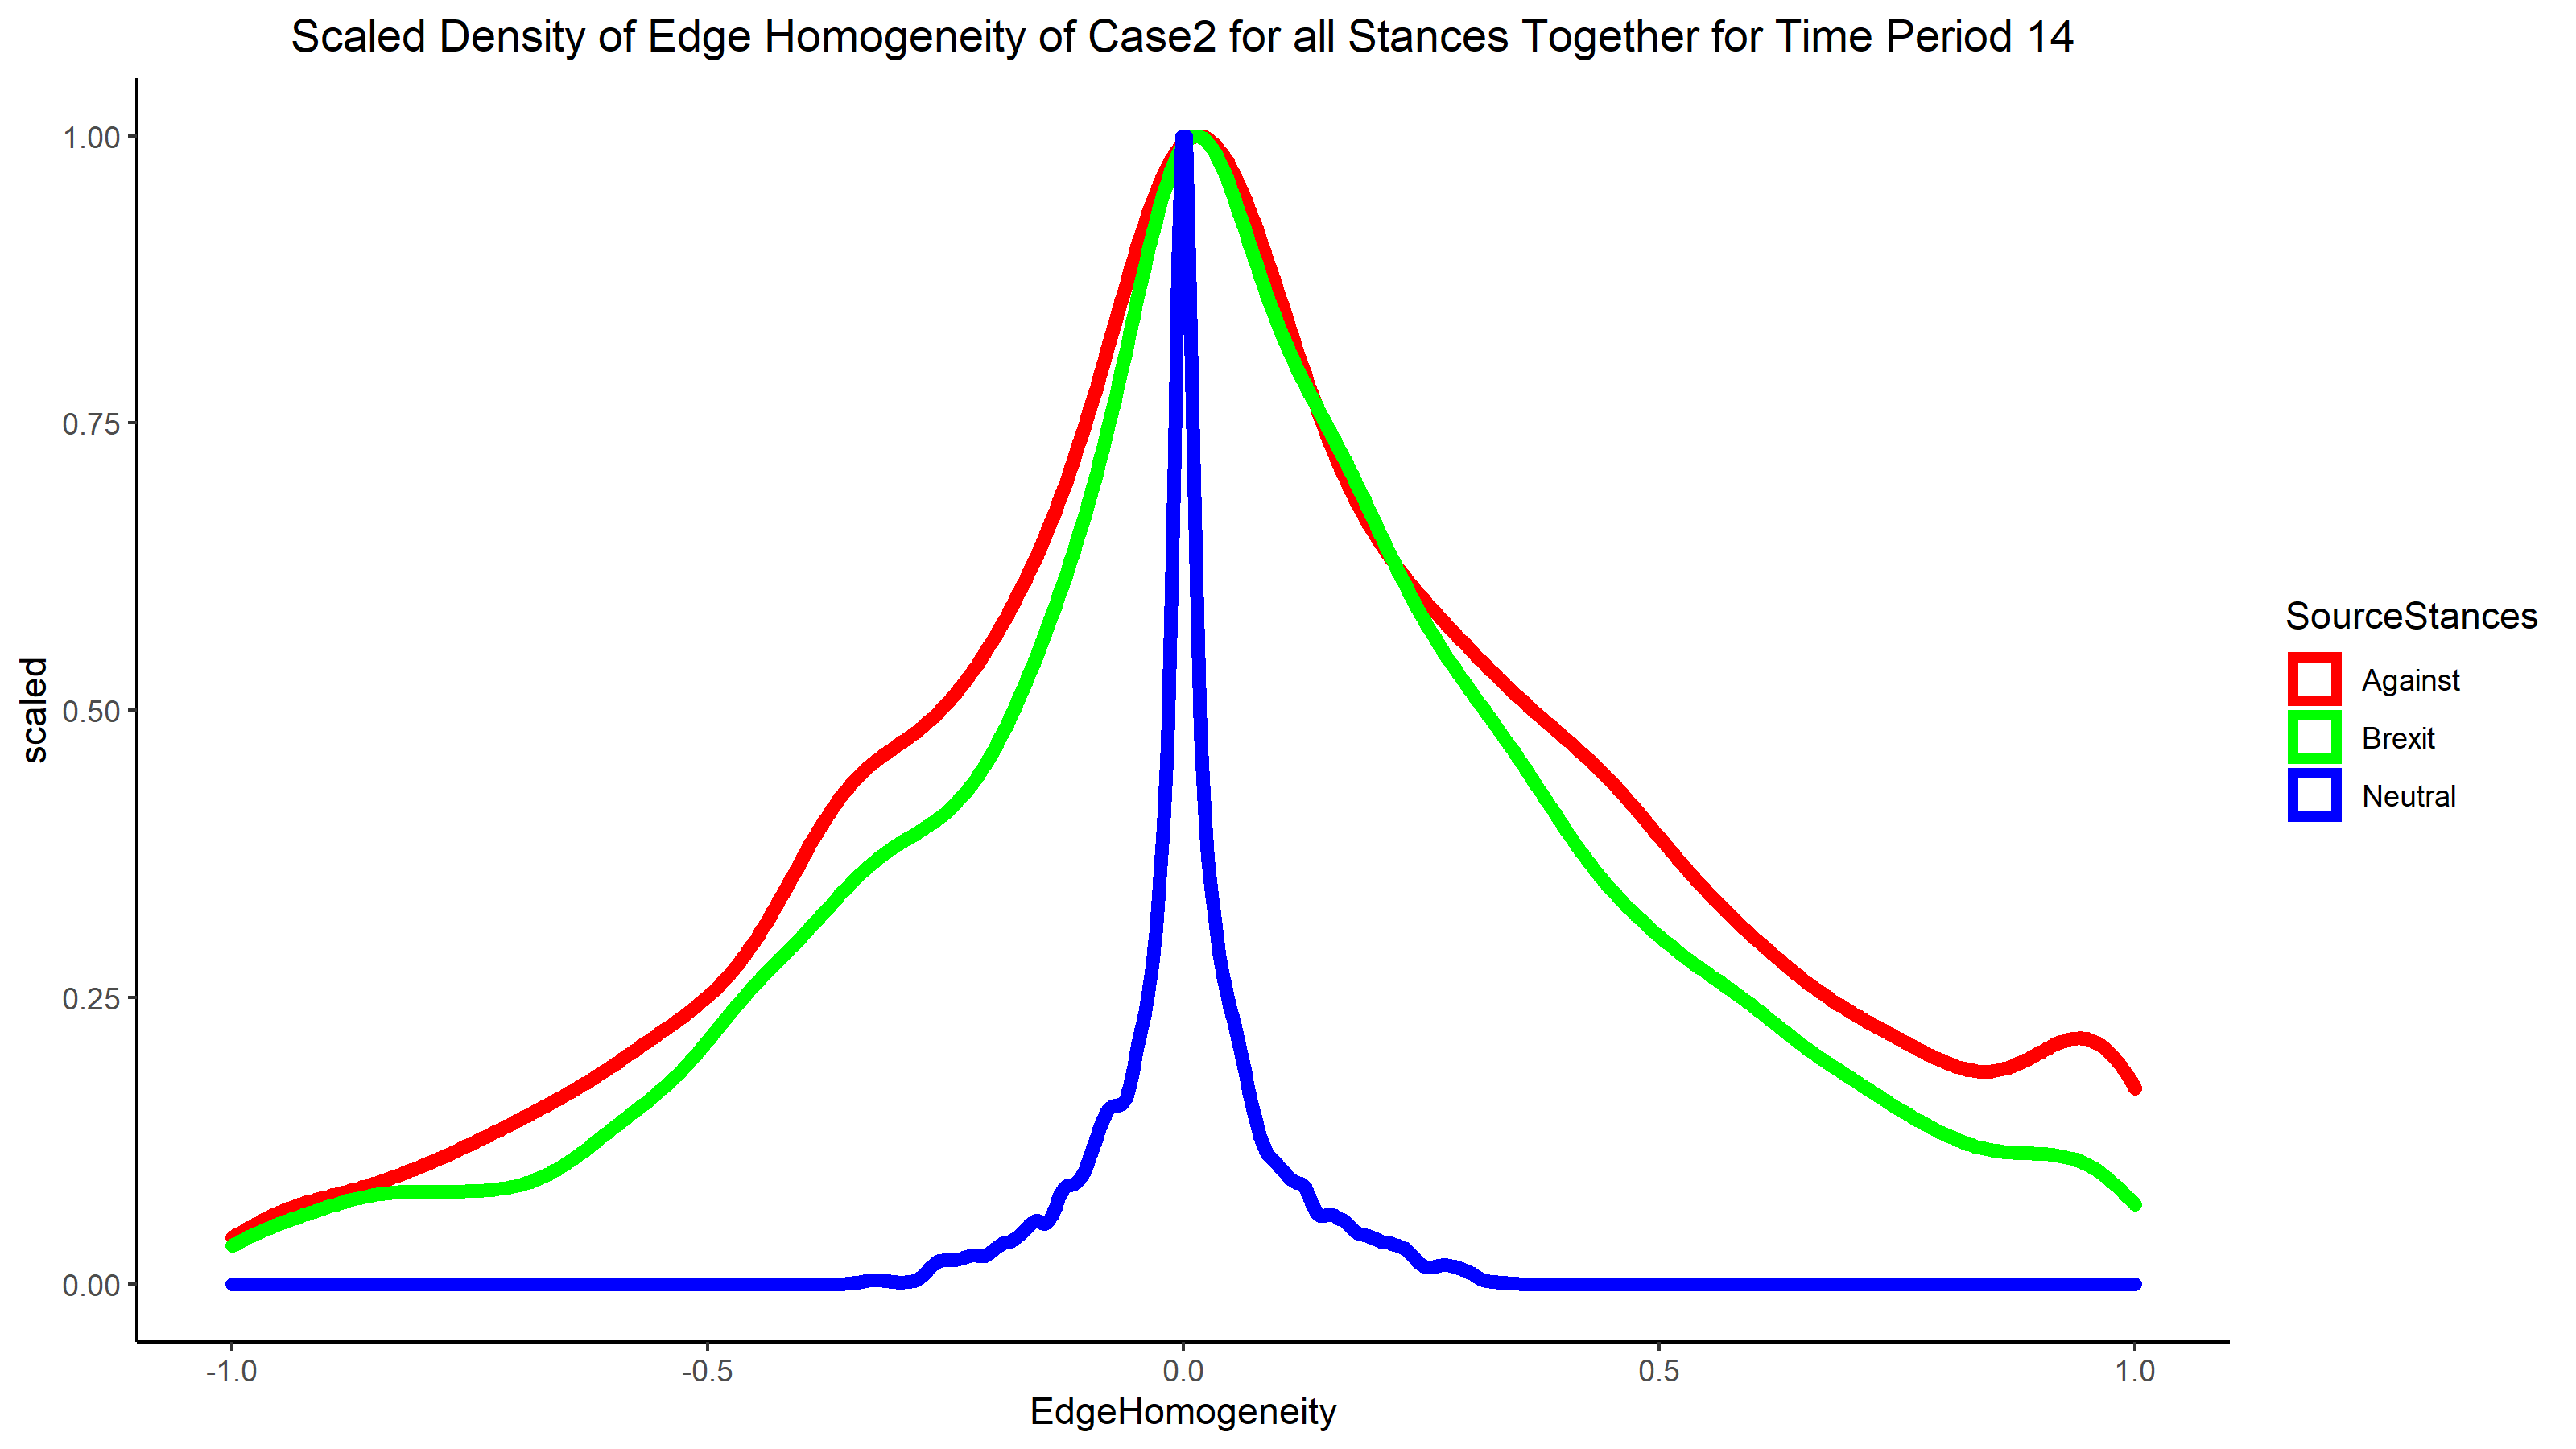 Scaled Density of Edge Homogeneity of Case2 for all Stances Together for Time Period 14
scaled
1.00
0.75
0.50
0.25
0.00
-1.0
-0.5
0.0
0.5
1.0
EdgeHomogeneity
SourceStances
Against
Brexit
Neutral